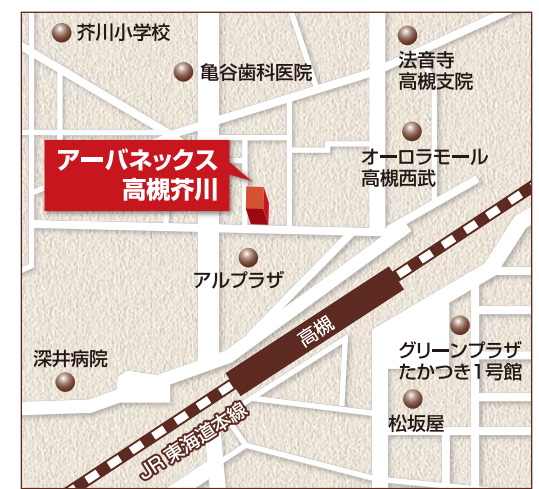 芥川小学校
亀谷歯科医院
法音寺
高槻支院
オーロラモール
高槻西武
アーバネックス
高槻芥川
アルプラザ
高槻
深井病院
グリーンプラザ
たかつき1号館
松坂屋
JR東海道本線